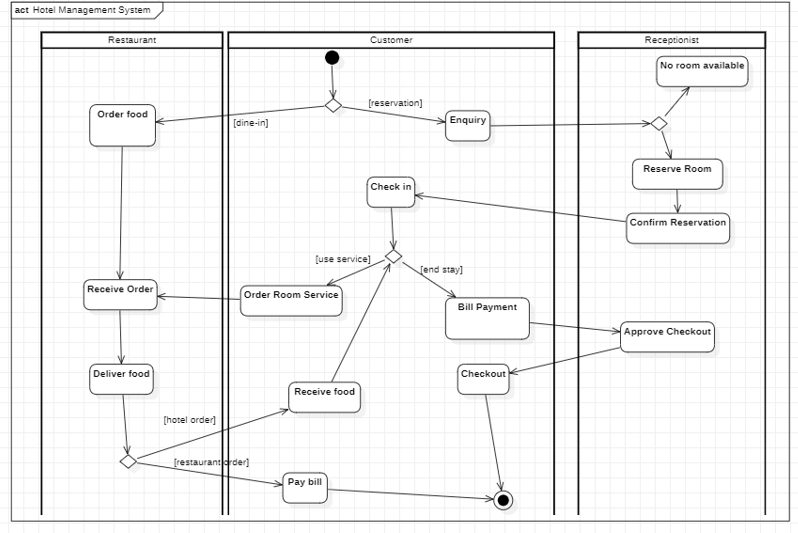 act Hotel Management System
Restaurant
Customer
Receptionist
No room available
[reservation]
Order food
Enquiry
[dine-in]
Reserve Room
Check in
Confirm Reservation
[use service]
[end stay]
Receive Order
Order Room Service
Bill Payment
Approve Checkout
Deliver food
Checkout
Receive food
[hotel order]
[restaurant order]
Pay bill